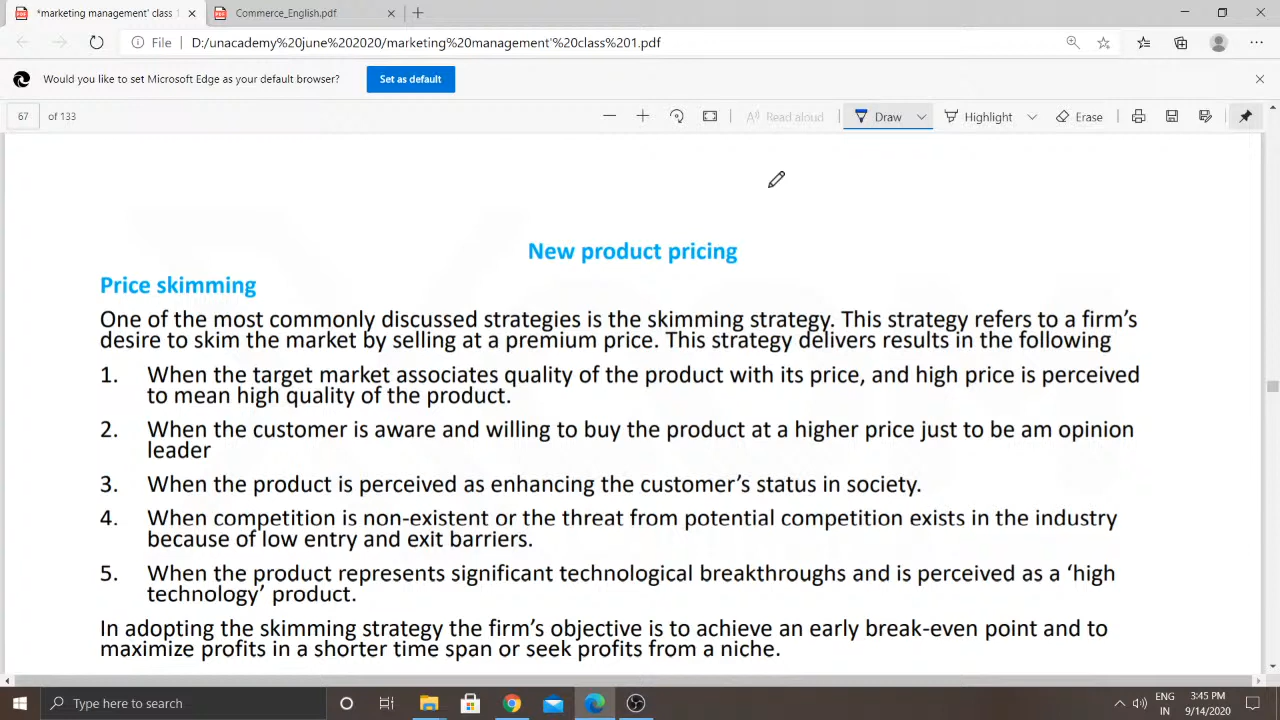 *marketing management' class 1
Commerce_English.pdf
File
D:/unacademy%20june%202020/marketing%20management'%20class%201.pdf
Would you like to set Microsoft Edge as your default browser?
Set as default
67 of 133
Read aloud
Draw
Highlight
Erase
New product pricing
Price skimming
One of the most commonly discussed strategies is the skimming strategy. This strategy refers to a firm's
desire to skim the market by selling at a premium price. This strategy delivers results in the following
1. When the target market associates quality of the product with its price, and high price is perceived
to mean high quality of the product.
2. When the customer is aware and willing to buy the product at a higher price just to be am opinion
leader
3. When the product is perceived as enhancing the customer's status in society.
4. When competition is non-existent or the threat from potential competition exists in the industry
because of low entry and exit barriers.
5. When the product represents significant technological breakthroughs and is perceived as a 'high
technology' product.
In adopting the skimming strategy the firm's objective is to achieve an early break-even point and to
maximize profits in a shorter time span or seek profits from a niche.
Type here to search
ENG
IN
3:45 PM
9/14/2020